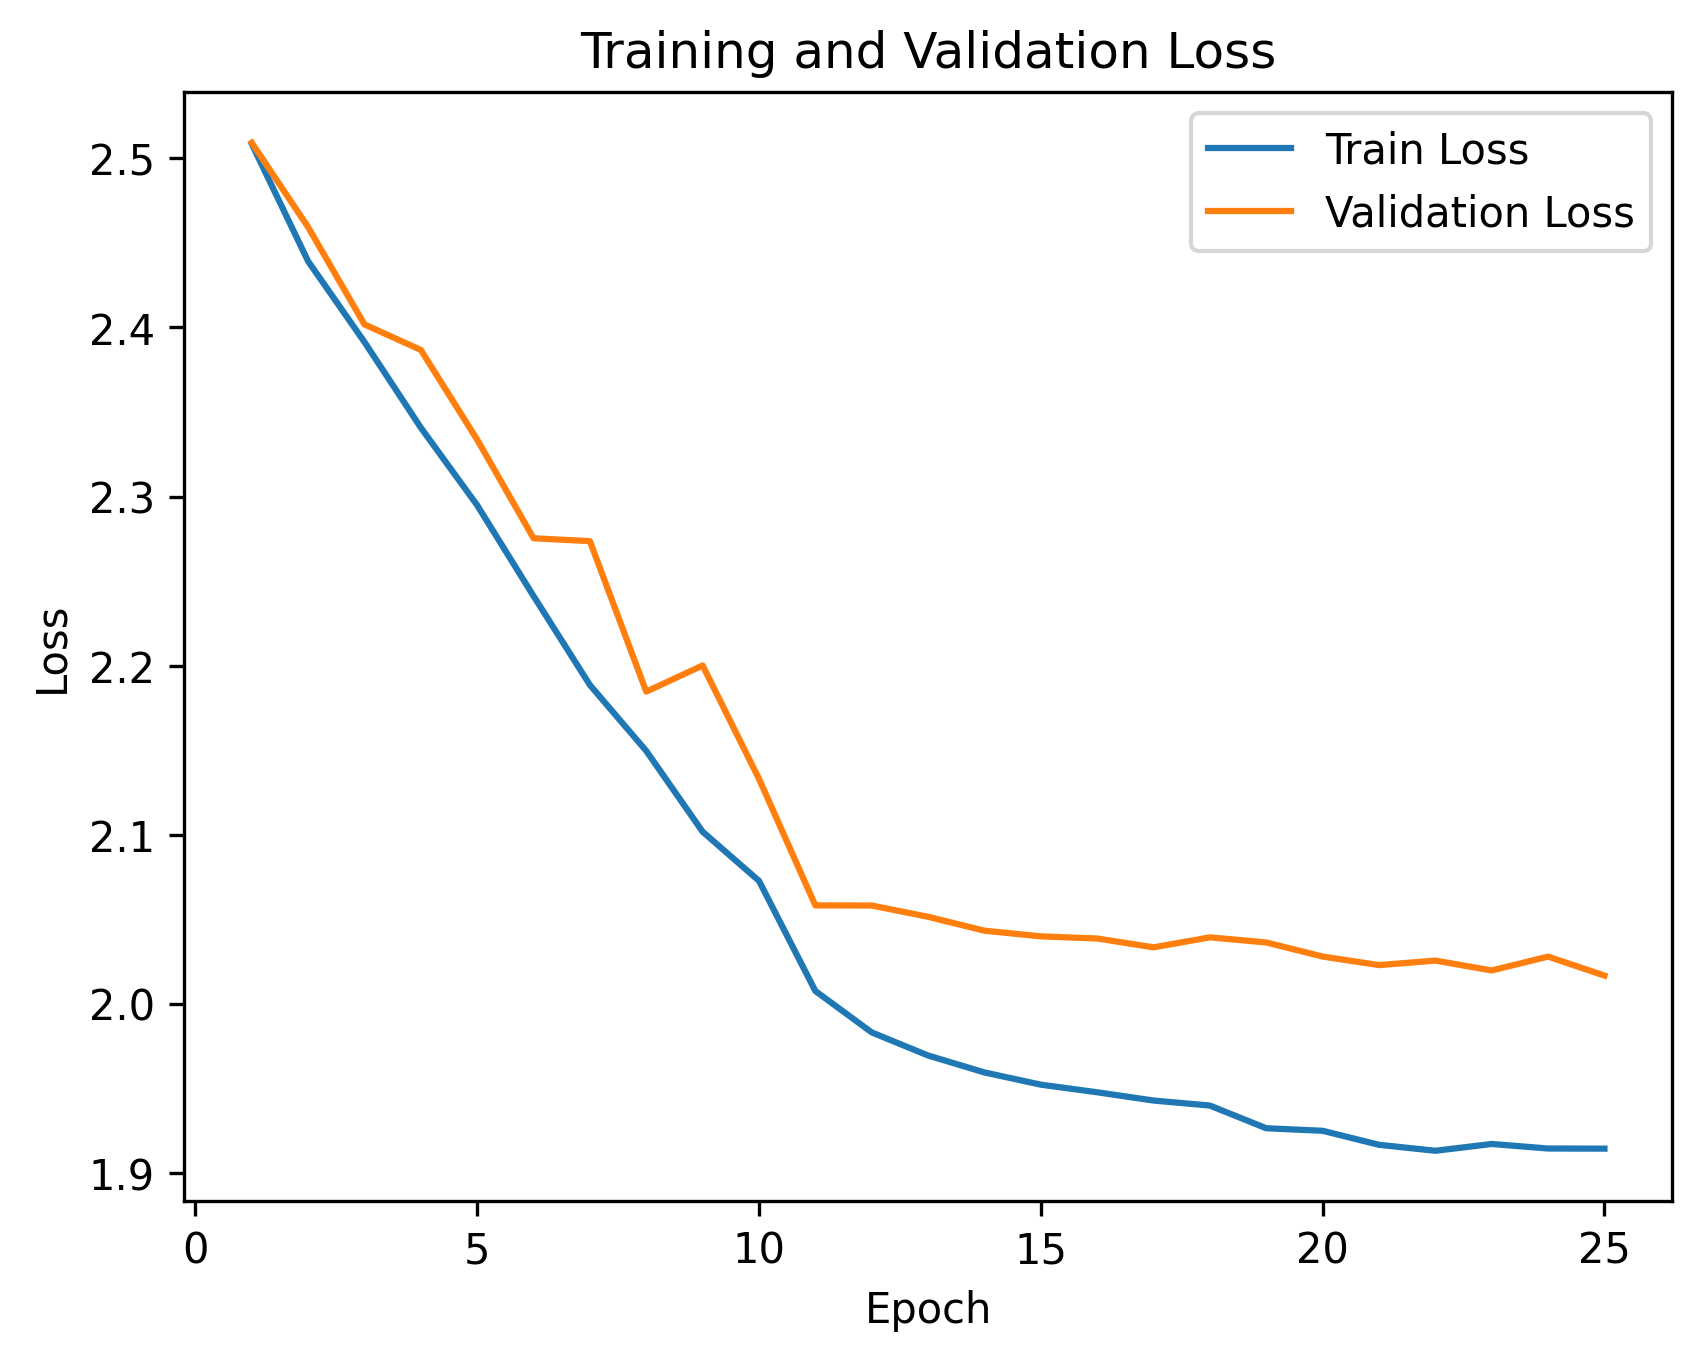 Training and Validation Loss
Train Loss
Validation Loss
2.5
2.4
2.3
2.2
2.1
2.0
1.9
Loss
0 5 10 15 20 25
Epoch